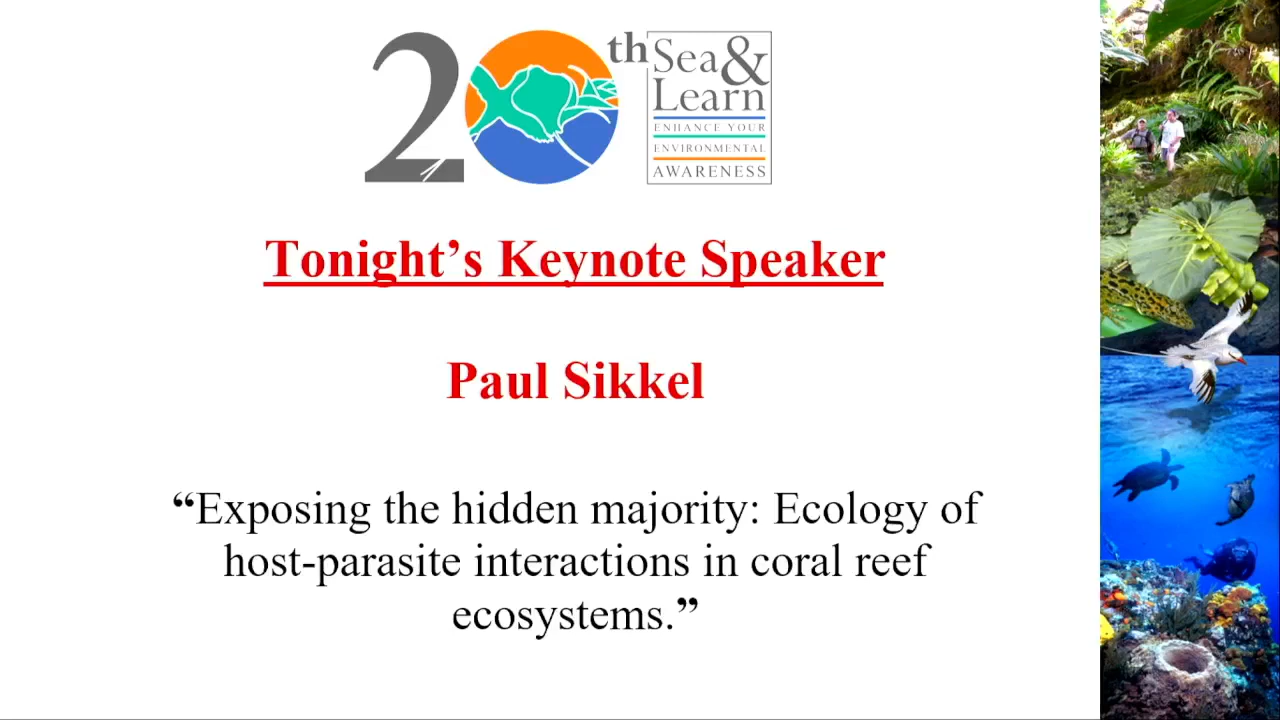 20th
Sea &
Learn
ENHANCE YOUR
ENVIRONMENTAL
AWARENESS
Tonight’s Keynote Speaker
Paul Sikkel
“Exposing the hidden majority: Ecology of
host-parasite interactions in coral reef
ecosystems.”